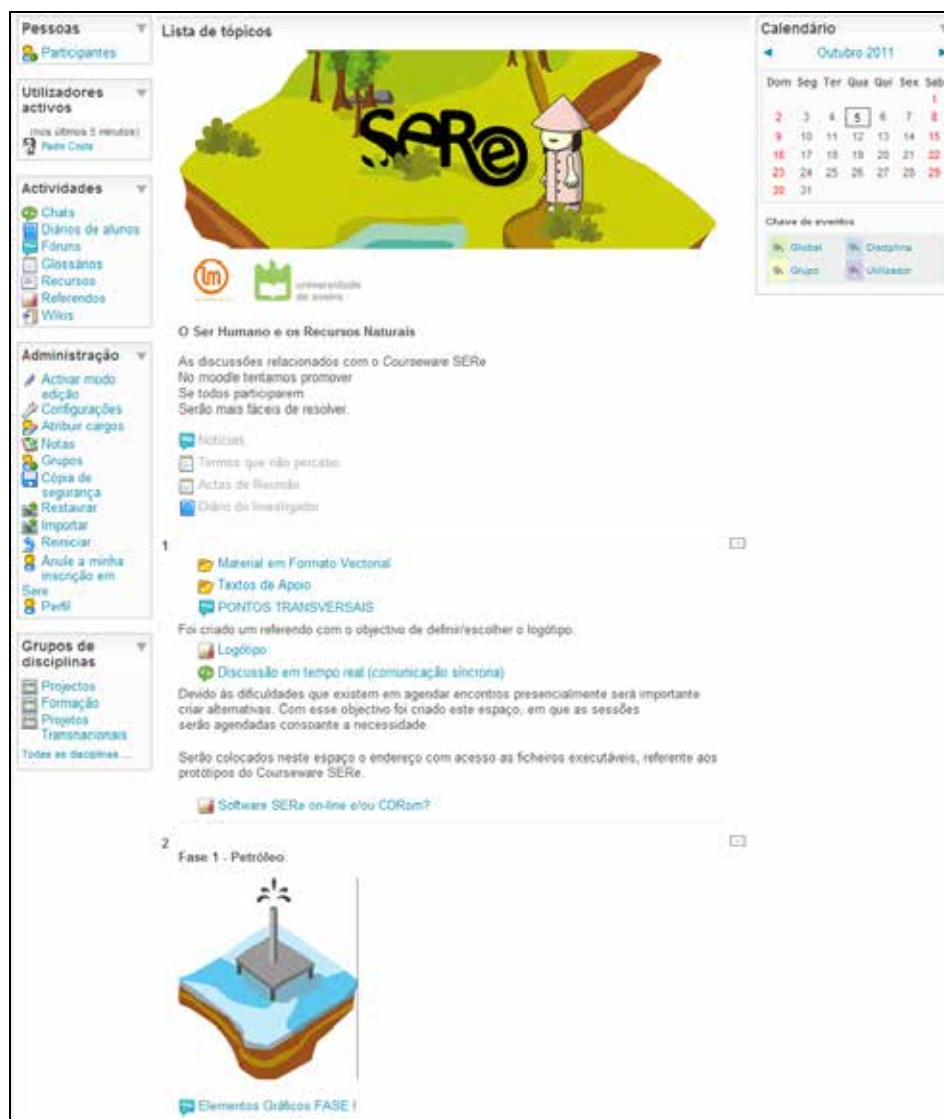 Pessoas
Participantes
Utilizadores
activos
(nos últimos 5 minutos)
Pedro Costa
Actividades
Chats
Diários de alunos
Fóruns
Glossários
Recursos
Referendos
Wikis
Administração
Activar modo
edição
Configurações
Atribuir cargos
Notas
Grupos
Cópia de
segurança
Restaurar
Importar
Reiniciar
Anule a minha
inscrição em
Sere
Perfil
Grupos de
disciplinas
Projectos
Formação
Projetos
Transnacionais
Todas as disciplinas ...
Lista de tópicos
SERe
lm
universidade
de aveiro
O Ser Humano e os Recursos Naturais
As discussões relacionados com o Courseware SERe
No moodle tentamos promover
Se todos participarem
Serão mais fáceis de resolver.
Notícias
Termos que não percebo
Actas de Reunião
Diário do Investigador
1
Material em Formato Vectorial
Textos de Apoio
PONTOS TRANSVERSAIS
Foi criado um referendo com o objectivo de definir/escolher o logótipo.
Logótipo
Discussão em tempo real (comunicação síncrona)
Devido às dificuldades que existem em agendar encontros presencialmente será importante
criar alternativas. Com esse objectivo foi criado este espaço, em que as sessões
serão agendadas consoante a necessidade
Serão colocados neste espaço o endereço com acesso as ficheiros executáveis, referente aos
protótipos do Courseware SERe.
Software SERe on-line e/ou CDRom?
2
Fase 1 - Petróleo
Elementos Gráficos FASE I
Calendário
Outubro 2011
Dom Seg Ter Qua Qui Sex Sab
1
2 3 4 5 6 7 8
9 10 11 12 13 14 15
16 17 18 19 20 21 22
23 24 25 26 27 28 29
30 31
Chave de eventos
Global Disciplina
Grupo Utilizador